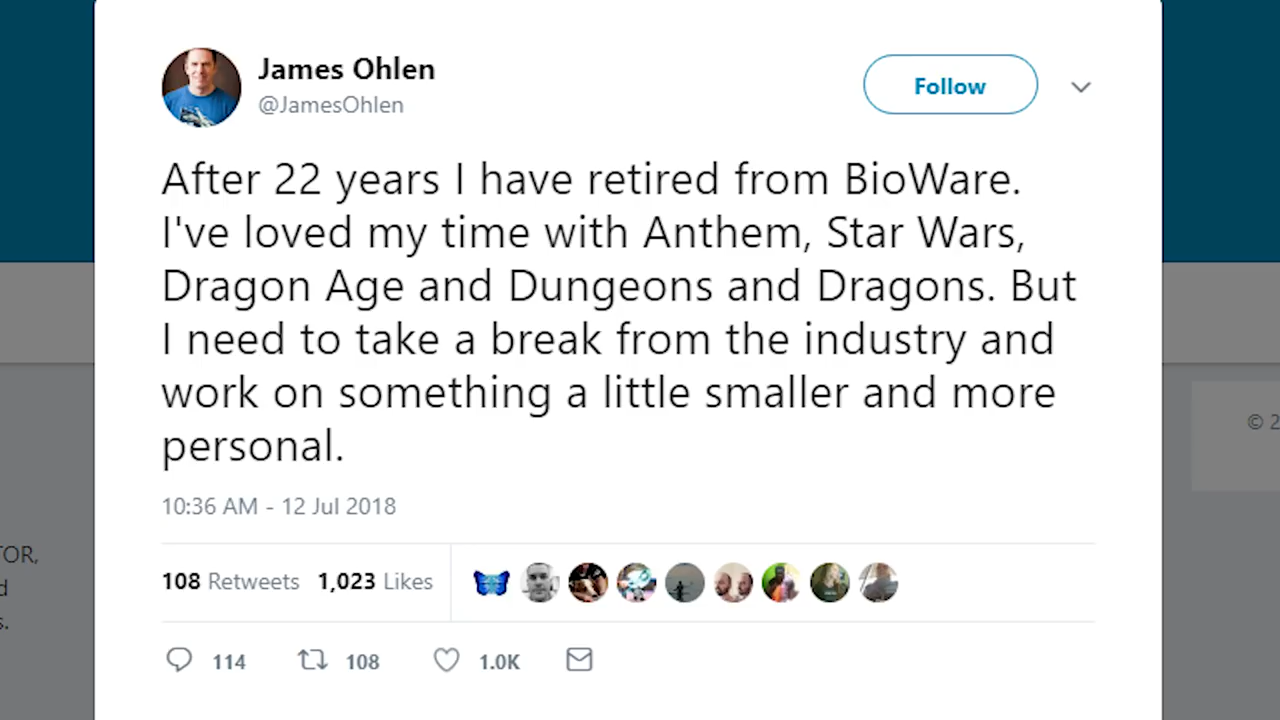 James Ohlen
@JamesOhlen
Follow
After 22 years I have retired from BioWare.
I've loved my time with Anthem, Star Wars,
Dragon Age and Dungeons and Dragons. But
I need to take a break from the industry and
work on something a little smaller and more
personal.
10:36 AM - 12 Jul 2018
108 Retweets 1,023 Likes
114 108 1.0K